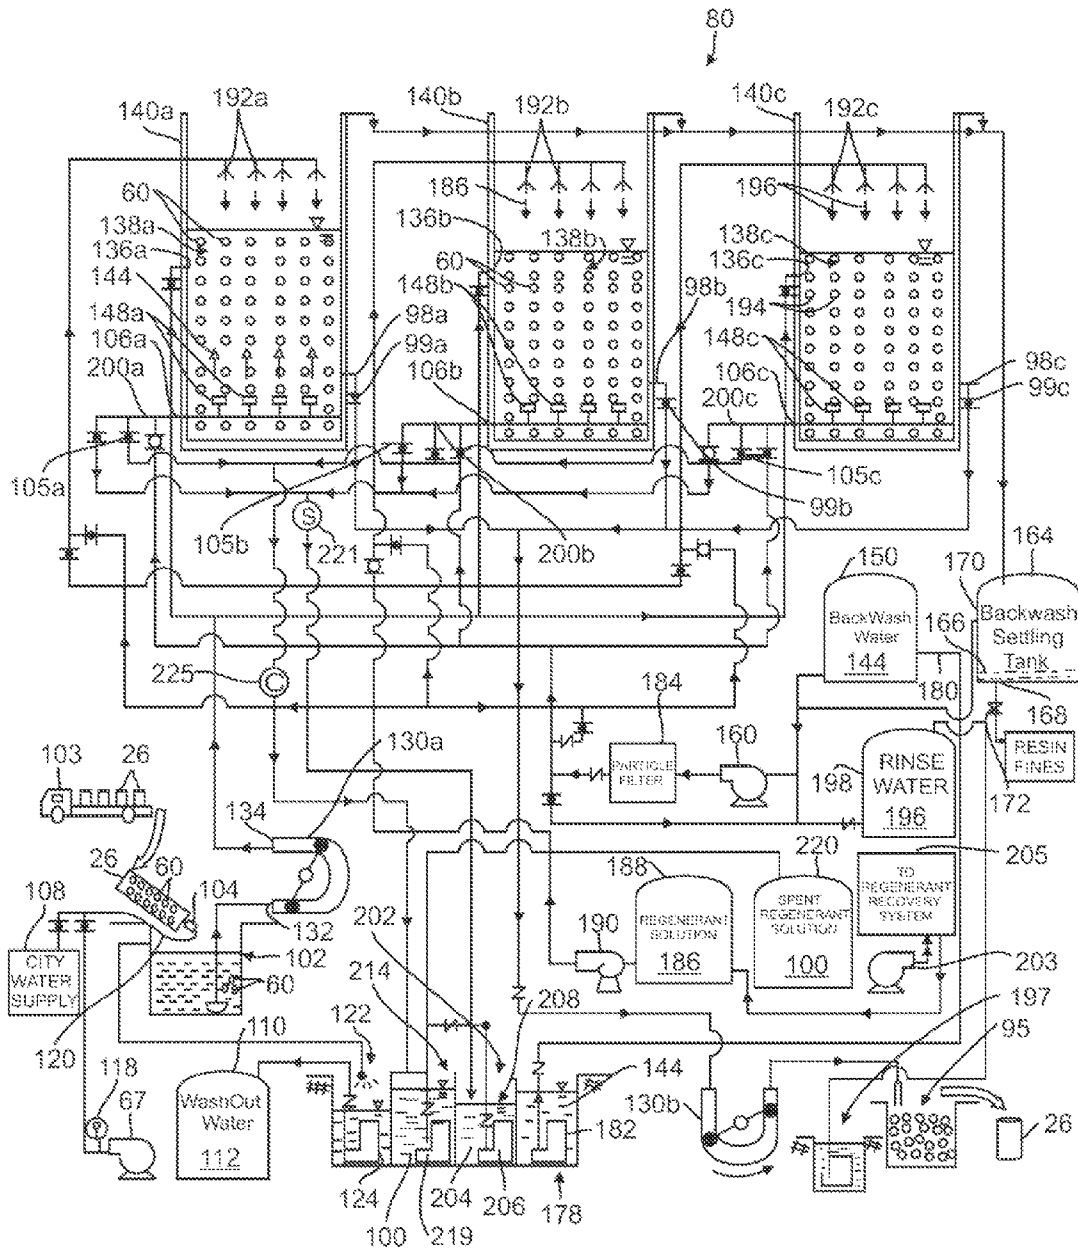 80
140a
192a
140b
192b
140c
192c
60
186
196
138a
136b
138b
138c
136a
60
136c
144
148b
98b
194
148a
98a
148c
106a
99a
98c
200a
106b
106c
99c
200c
105a
S
105c
221
105b
200b
99b
150
164
170
BackWash
Water
144
166
Backwash
Settling
Tank
225
184
180
168
130a
160
103
26
PARTICLE
FILTER
198
RINSE
WATER
196
RESIN
FINES
172
134
26
60
188
220
205
108
104
202
TO
REGENERANT
RECOVERY
SYSTEM
132
190
REGENERANT
SOLUTION
186
SPENT
REGENERANT
SOLUTION
100
CITY
WATER
SUPPLY
102
60
214
208
203
197
120
110
122
95
118
67
WashOut
Water
112
144
130b
26
182
124
204
206
178
100
219